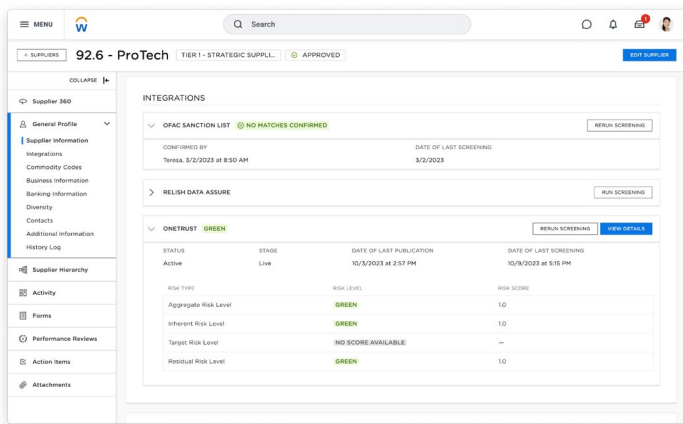 MENU
Search
1
< SUPPLIERS
92.6 - ProTech
TIER 1 - STRATEGIC SUPPLI...
APPROVED
EDIT SUPPLIER
COLLAPSE
Supplier 360
General Profile
Supplier Information
Integrations
Commodity Codes
Business Information
Banking Information
Diversity
Contacts
Additional Information
History Log
Supplier Hierarchy
Activity
Forms
Performance Reviews
Action Items
Attachments
INTEGRATIONS
OFAC SANCTION LIST NO MATCHES CONFIRMED RERUN SCREENING
CONFIRMED BY DATE OF LAST SCREENING
Teresa, 3/2/2023 at 8:50 AM 3/2/2023
RELISH DATA ASSURE RUN SCREENING
ONETRUST GREEN RERUN SCREENING VIEW DETAILS
STATUS STAGE DATE OF LAST PUBLICATION DATE OF LAST SCREENING
Active Live 10/3/2023 at 2:57 PM 10/9/2023 at 5:15 PM
RISK TYPE RISK LEVEL RISK SCORE
Aggregate Risk Level GREEN 1.0
Inherent Risk Level GREEN 1.0
Target Risk Level NO SCORE AVAILABLE –
Residual Risk Level GREEN 1.0